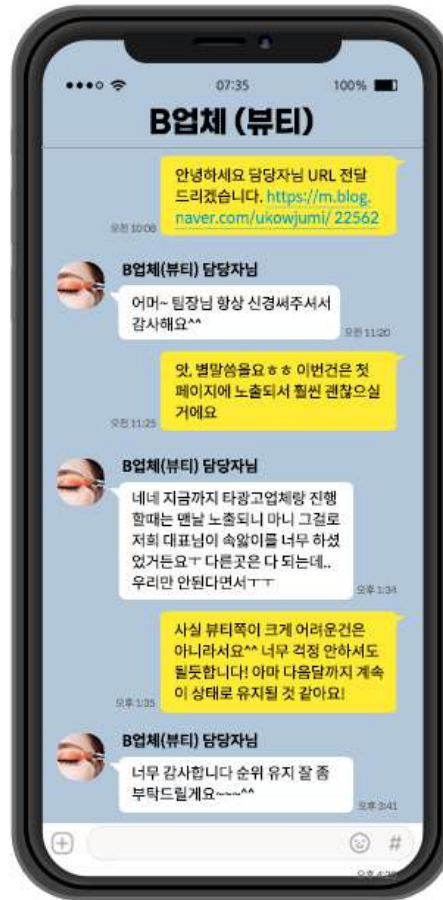 07:35
100%
B업체 (뷰티)
안녕하세요 담당자님 URL 전달
드리겠습니다. https://m.blog.
naver.com/ukowjumi/ 22562
오전 10:08
B업체(뷰티) 담당자님
어머~ 팀장님 항상 신경써주셔서
감사해요^^
오전 11:20
앗, 별말씀을요ㅎㅎ 이번건은 첫
페이지에 노출되서 훨씬 괜찮으실
거에요
오전 11:25
B업체(뷰티) 담당자님
네네 지금까지 타광고업체랑 진행
할때는 맨날 노출되니 마니 그걸로
저희 대표님이 속앓이를 너무 하셨
었거든요ㅜ 다른곳은 다 되는데..
우리만 안된다면서ㅜㅜ
오후 1:34
사실 뷰티쪽이 크게 어려운건은
아니라서요^^ 너무 걱정 안하셔도
될듯합니다! 아마 다음달까지 계속
이 상태로 유지될 것 같아요!
오후 1:35
B업체(뷰티) 담당자님
너무 감사합니다 순위 유지 잘 좀
부탁드릴게요~~~^^
오후 3:41
#